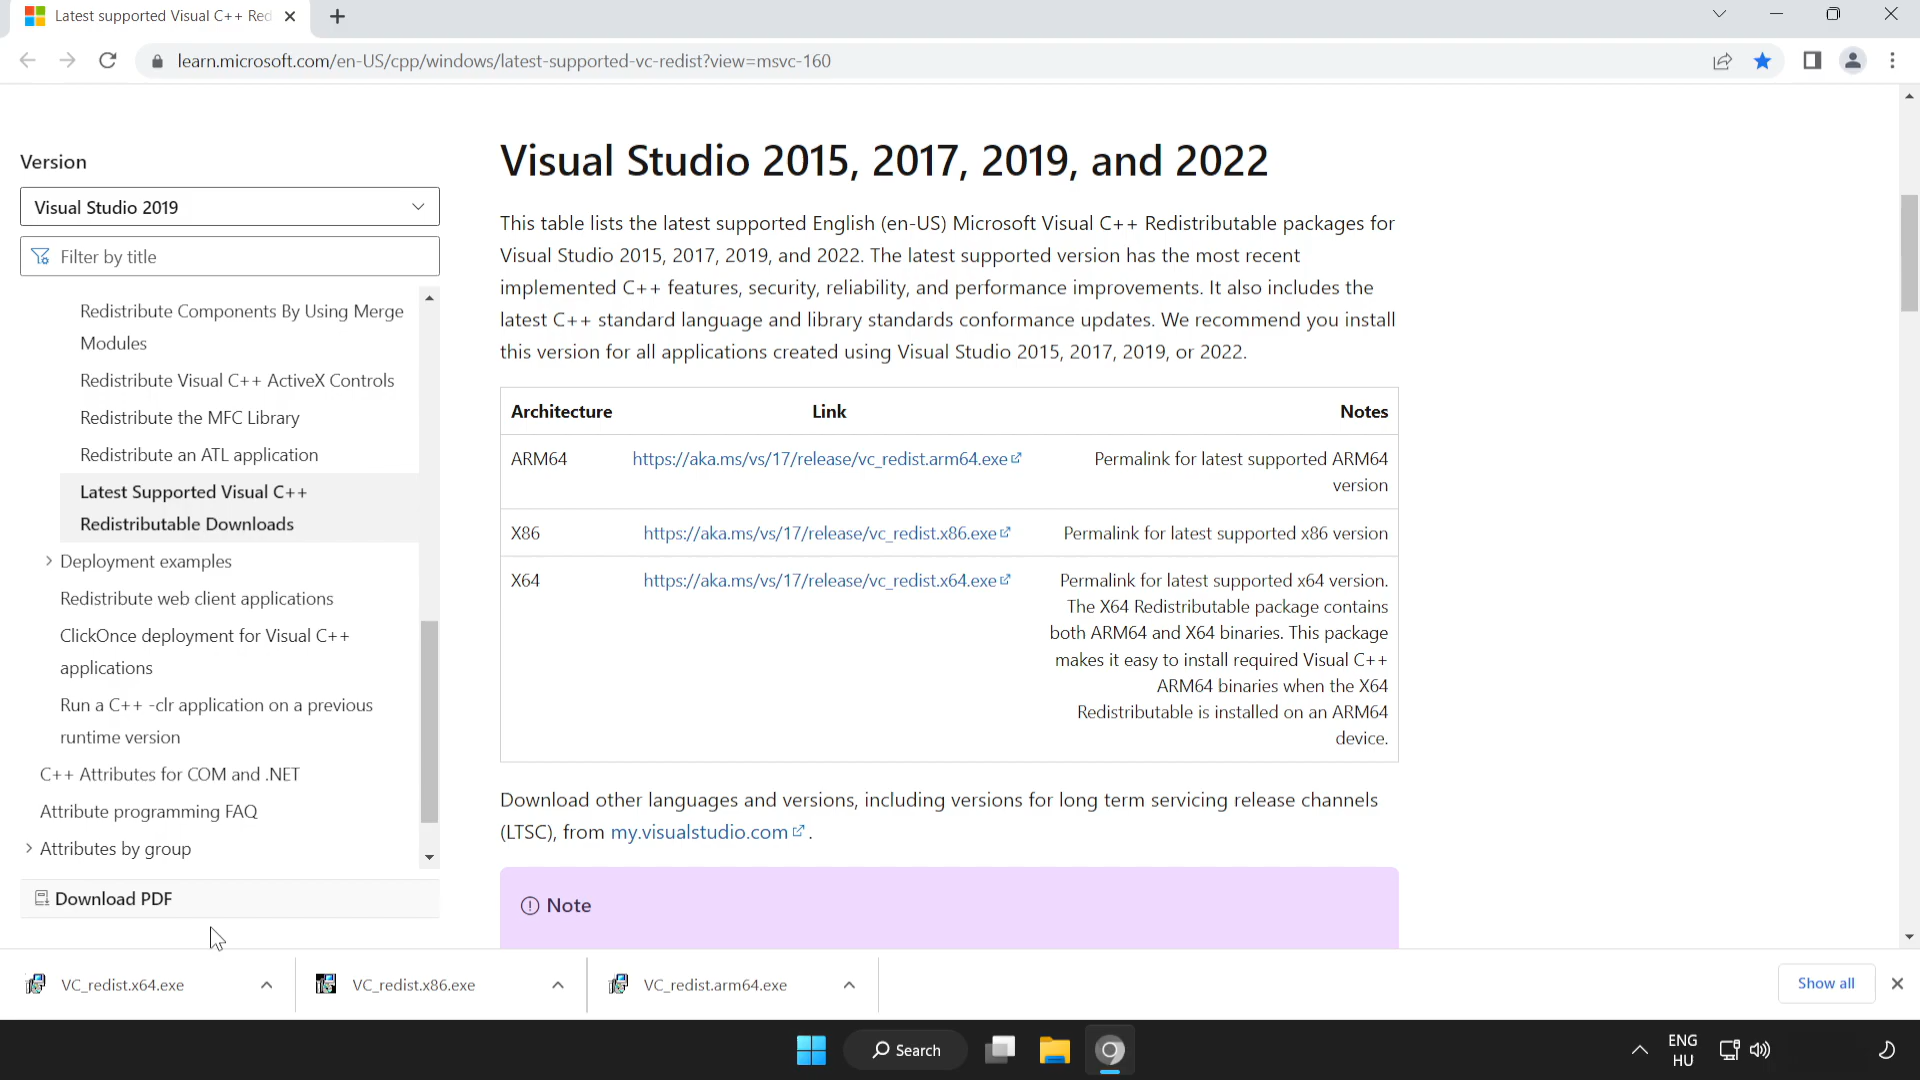 Latest supported Visual C++ Red
learn.microsoft.com/en-US/cpp/windows/latest-supported-vc-redist?view=msvc-160
Version
Visual Studio 2019
Filter by title
Redistribute Components By Using Merge
Modules
Redistribute Visual C++ ActiveX Controls
Redistribute the MFC Library
Redistribute an ATL application
Latest Supported Visual C++
Redistributable Downloads
Deployment examples
Redistribute web client applications
ClickOnce deployment for Visual C++
applications
Run a C++ -clr application on a previous
runtime version
C++ Attributes for COM and .NET
Attribute programming FAQ
Attributes by group
Download PDF
Visual Studio 2015, 2017, 2019, and 2022
This table lists the latest supported English (en-US) Microsoft Visual C++ Redistributable packages for
Visual Studio 2015, 2017, 2019, and 2022. The latest supported version has the most recent
implemented C++ features, security, reliability, and performance improvements. It also includes the
latest C++ standard language and library standards conformance updates. We recommend you install
this version for all applications created using Visual Studio 2015, 2017, 2019, or 2022.
Architecture Link Notes
ARM64 https://aka.ms/vs/17/release/vc_redist.arm64.exe Permalink for latest supported ARM64
version
X86 https://aka.ms/vs/17/release/vc_redist.x86.exe Permalink for latest supported x86 version
X64 https://aka.ms/vs/17/release/vc_redist.x64.exe Permalink for latest supported x64 version.
The X64 Redistributable package contains
both ARM64 and X64 binaries. This package
makes it easy to install required Visual C++
ARM64 binaries when the X64
Redistributable is installed on an ARM64
device.
Download other languages and versions, including versions for long term servicing release channels
(LTSC), from my.visualstudio.com .
Note
VC_redist.x64.exe
VC_redist.x86.exe
VC_redist.arm64.exe
Show all
Search
ENG
HU